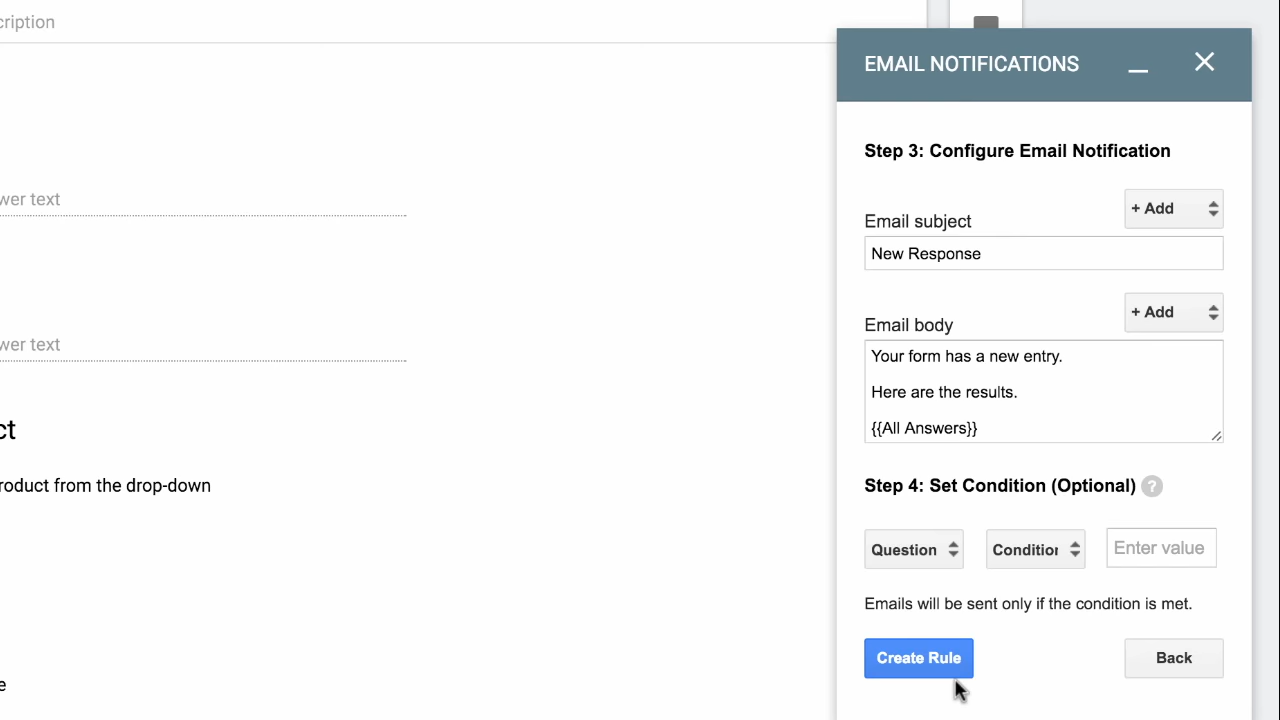 cription
wer text
wer text
ct
roduct from the drop-down
e
EMAIL NOTIFICATIONS
Step 3: Configure Email Notification
+ Add
Email subject
New Response
+ Add
Email body
Your form has a new entry.
Here are the results.
{{All Answers}}
Step 4: Set Condition (Optional) ?
Question Condition Enter value
Emails will be sent only if the condition is met.
Create Rule Back